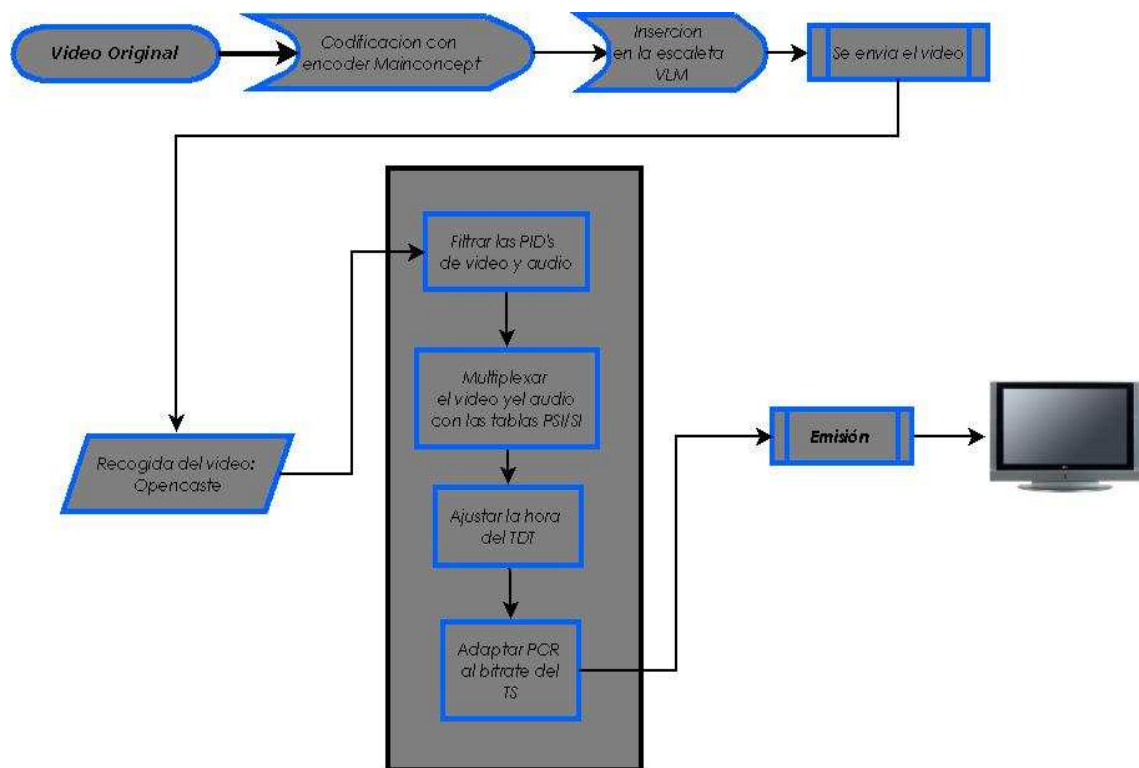 Video Original
Codificacion con
encoder Mainconcept
Insercion
en la escaleta
VLM
Se envia el video
Filtrar las PID's
de video y audio
Multiplexar
el video yel audio
con las tablas PSI/SI
Recogida del video:
Opencaste
Ajustar la hora
del TDT
Adaptar PCR
al bitrate del
TS
Emisión